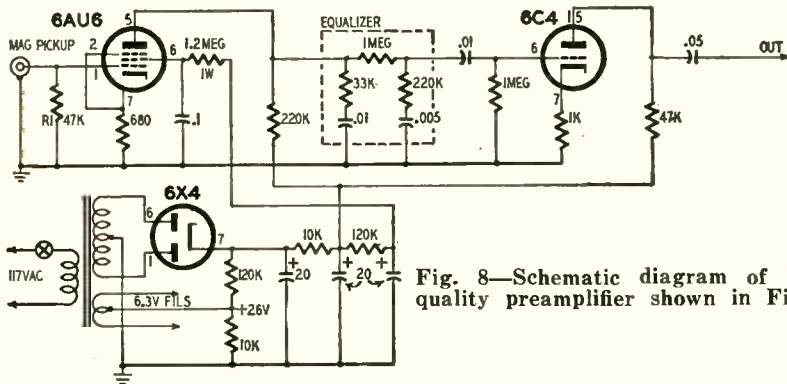 6AU6
6C4
MAG PICKUP
5
2
1
6
7
1.2MEG
1W
R1
47K
680
.1
220K
EQUALIZER
1MEG
33K
220K
.01
.005
.01
6
1
5
7
1MEG
1K
.05
OUT
47K
6X4
6
1
7
117VAC
6.3V FILS
120K
+26V
10K
10K
120K
+
20
+
20
+
Fig. 8—Schematic diagram of
quality preamplifier shown in Fi